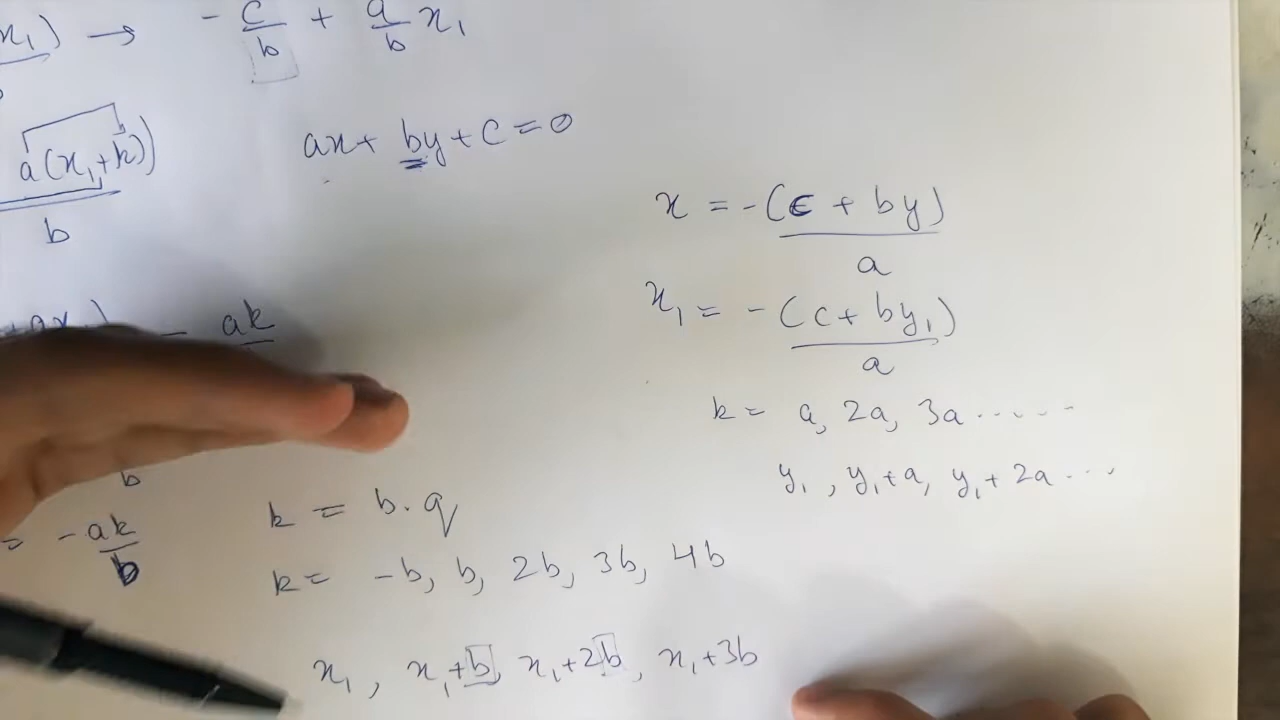 x₁) → - c/b + a/b x₁
a(x₁+k))
b
ax + by + c = 0
x = -(c + by)
a
x₁ = -(c + by₁)
a
+ax₁) - ak
k = a, 2a, 3a ......
b
y₁, y₁+a, y₁+2a ...
k = b.q
= -ak/b
k = -b, b, 2b, 3b, 4b
x₁, x₁+b, x₁+2b, x₁+3b